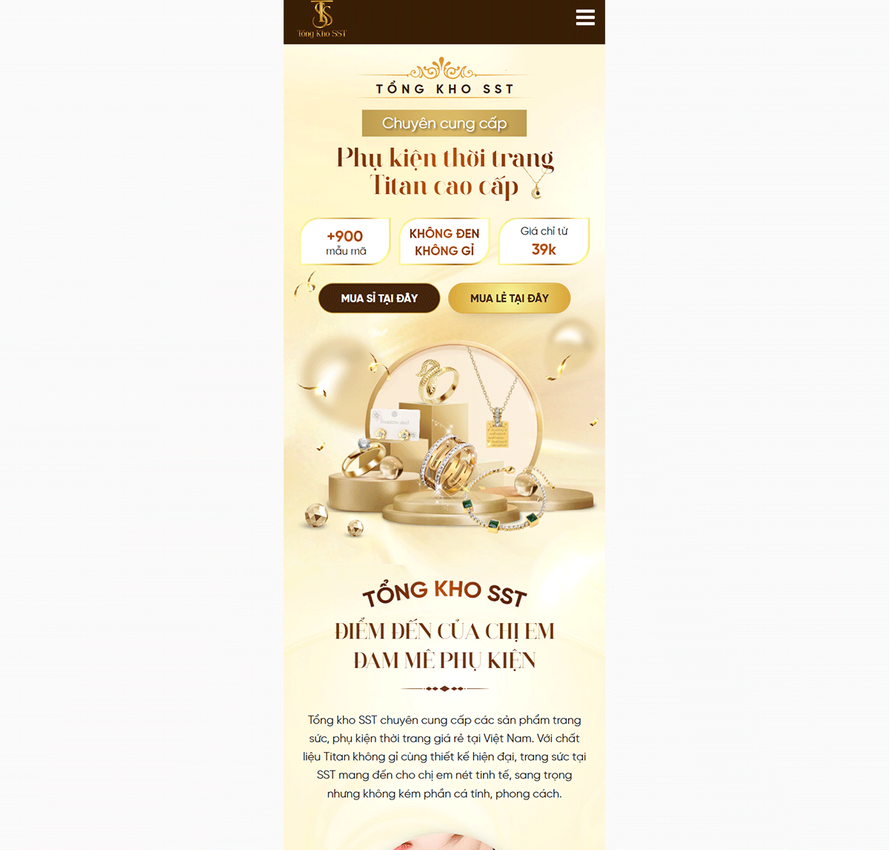 Tổng Kho SST
TỔNG KHO SST
Chuyên cung cấp
Phụ kiện thời trang
Titan cao cấp
+900
mẫu mã
KHÔNG ĐEN
KHÔNG GỈ
Giá chỉ từ
39k
MUA SỈ TẠI ĐÂY
MUA LẺ TẠI ĐÂY
TỔNG KHO SST
ĐIỂM ĐẾN CỦA CHỊ EM
ĐAM MÊ PHỤ KIỆN
Tổng kho SST chuyên cung cấp các sản phẩm trang
sức, phụ kiện thời trang giá rẻ tại Việt Nam. Với chất
liệu Titan không gỉ cùng thiết kế hiện đại, trang sức tại
SST mang đến cho chị em nét tinh tế, sang trọng
nhưng không kém phần cá tính, phong cách.